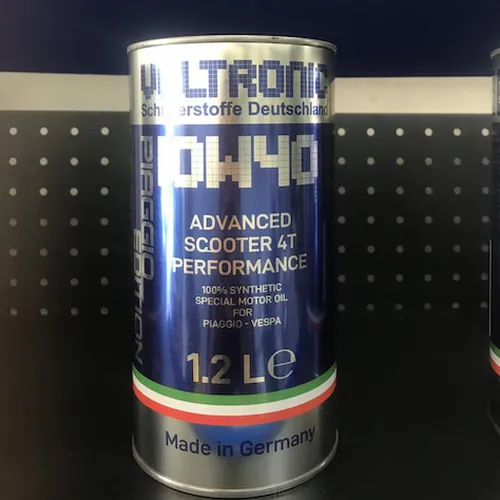 VOLTRONIC
Schmierstoffe Deutschland
10W40
PIAGGIO
EDITION
ADVANCED
SCOOTER 4T
PERFORMANCE
100% SYNTHETIC
SPECIAL MOTOR OIL
FOR
PIAGGIO - VESPA
1.2 L℮
Made in Germany